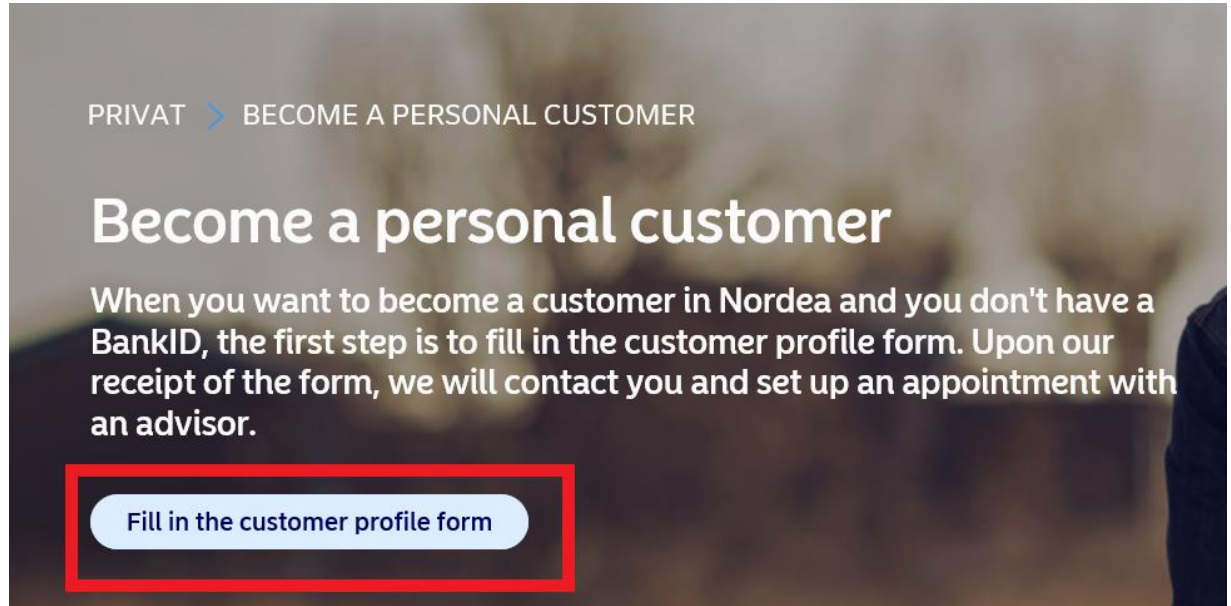 PRIVAT > BECOME A PERSONAL CUSTOMER
Become a personal customer
When you want to become a customer in Nordea and you don't have a
BankID, the first step is to fill in the customer profile form. Upon our
receipt of the form, we will contact you and set up an appointment with
an advisor.
Fill in the customer profile form